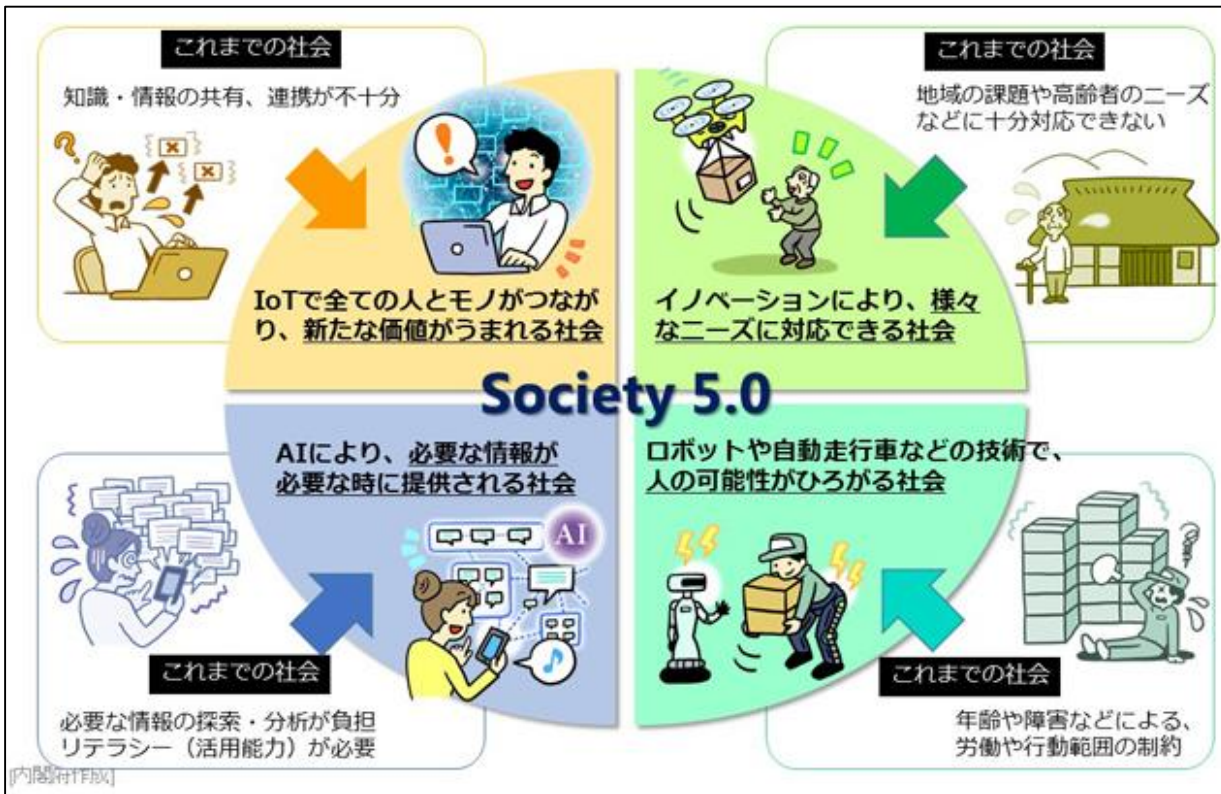 これまでの社会
知識・情報の共有、連携が不十分
IoTで全ての人とモノがつなが
り、新たな価値がうまれる社会
これまでの社会
地域の課題や高齢者のニーズ
などに十分対応できない
イノベーションにより、様々
なニーズに対応できる社会
Society 5.0
AIにより、必要な情報が
必要な時に提供される社会
AI
これまでの社会
必要な情報の探索・分析が負担
リテラシー（活用能力）が必要
ロボットや自動走行車などの技術で、
人の可能性がひろがる社会
これまでの社会
年齢や障害などによる、
労働や行動範囲の制約
[内閣府作成]